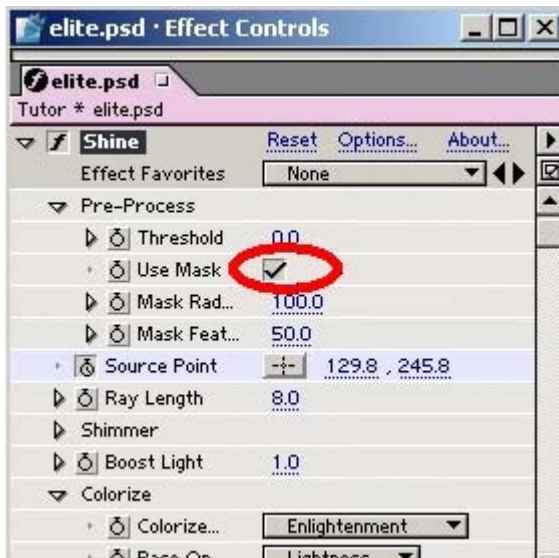 elite.psd · Effect Controls
elite.psd
Tutor * elite.psd
Shine Reset Options... About...
Effect Favorites None
Pre-Process
Threshold 0.0
Use Mask
Mask Rad... 100.0
Mask Feat... 50.0
Source Point 129.8 , 245.8
Ray Length 8.0
Shimmer
Boost Light 1.0
Colorize
Colorize... Enlightenment
Base On... Lightness